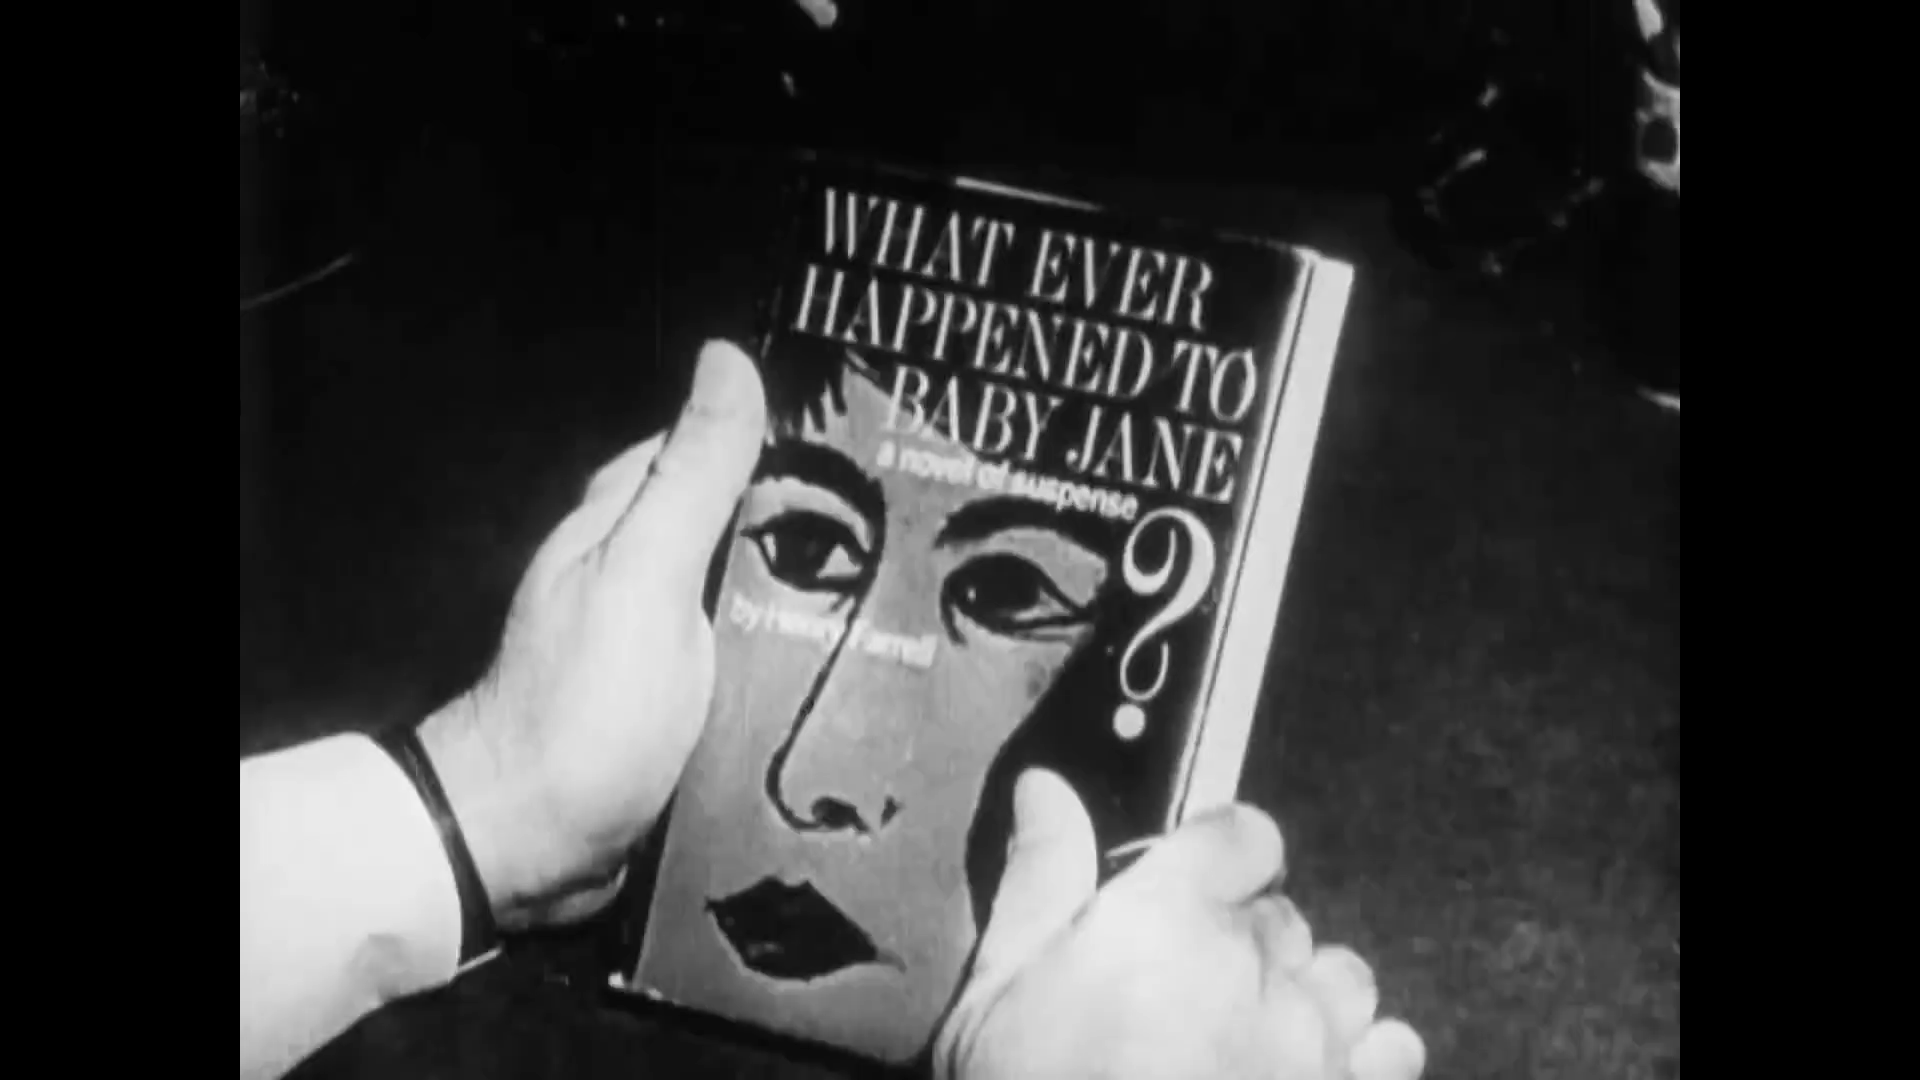 WHAT EVER
HAPPENED TO
BABY JANE
a novel of suspense
?
by Henry Farrell